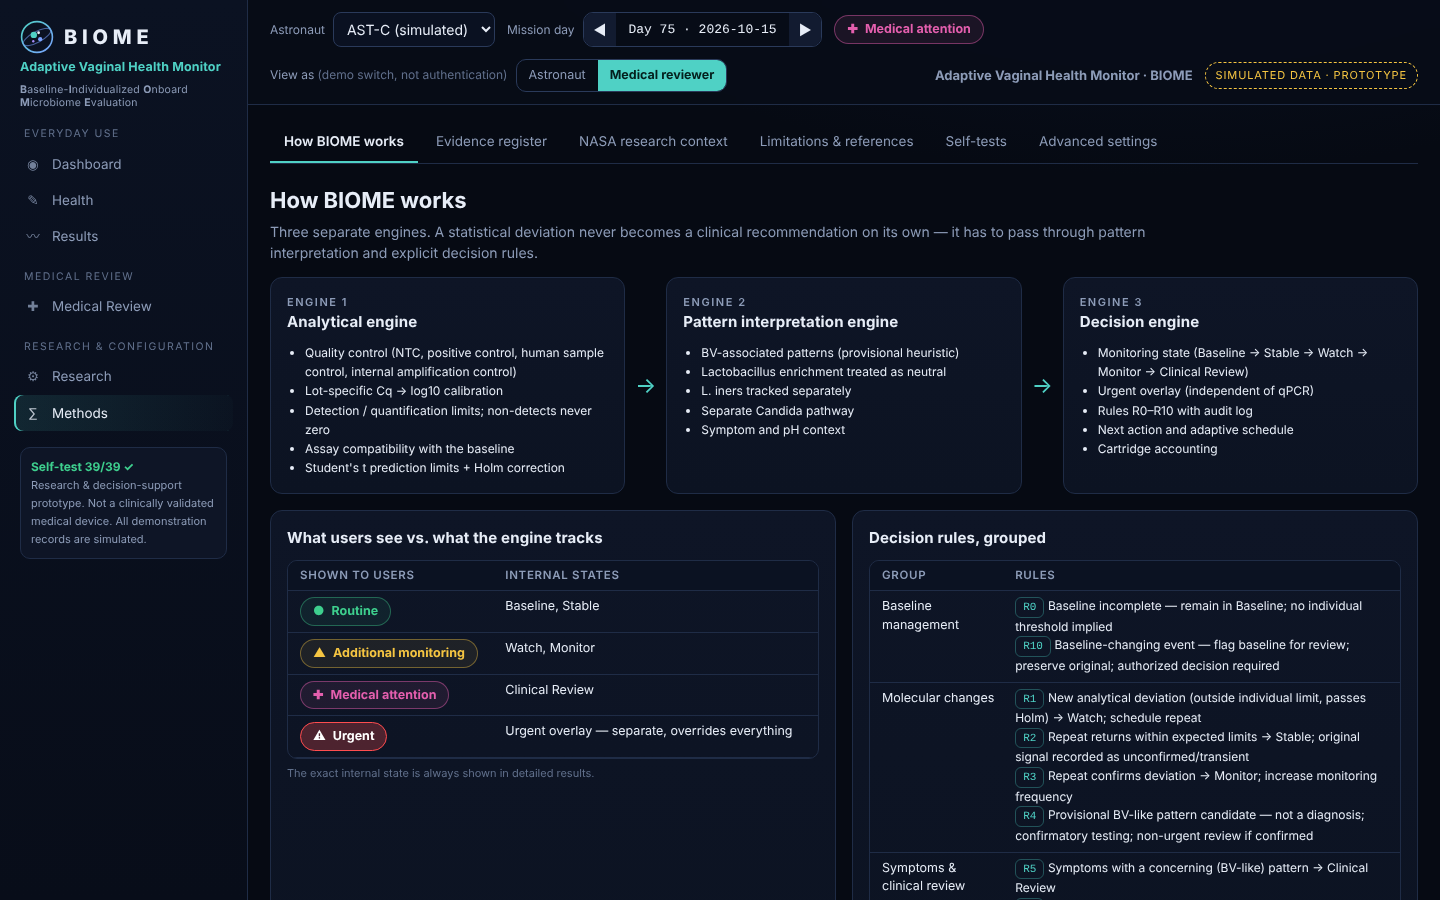 BIOME
Adaptive Vaginal Health Monitor
Baseline-Individualized Onboard
Microbiome Evaluation
EVERYDAY USE
Dashboard
Health
Results
MEDICAL REVIEW
Medical Review
RESEARCH & CONFIGURATION
Research
Methods
Self-test 39/39 ✓
Research & decision-support
prototype. Not a clinically validated
medical device. All demonstration
records are simulated.
Astronaut AST-C (simulated) Mission day Day 75 · 2026-10-15 Medical attention
View as (demo switch, not authentication) Astronaut Medical reviewer Adaptive Vaginal Health Monitor · BIOME SIMULATED DATA · PROTOTYPE
How BIOME works Evidence register NASA research context Limitations & references Self-tests Advanced settings
How BIOME works
Three separate engines. A statistical deviation never becomes a clinical recommendation on its own — it has to pass through pattern
interpretation and explicit decision rules.
ENGINE 1
Analytical engine
• Quality control (NTC, positive control, human sample
control, internal amplification control)
• Lot-specific Cq → log10 calibration
• Detection / quantification limits; non-detects never
zero
• Assay compatibility with the baseline
• Student's t prediction limits + Holm correction
→
ENGINE 2
Pattern interpretation engine
• BV-associated patterns (provisional heuristic)
• Lactobacillus enrichment treated as neutral
• L. iners tracked separately
• Separate Candida pathway
• Symptom and pH context
→
ENGINE 3
Decision engine
• Monitoring state (Baseline → Stable → Watch →
Monitor → Clinical Review)
• Urgent overlay (independent of qPCR)
• Rules R0–R10 with audit log
• Next action and adaptive schedule
• Cartridge accounting
What users see vs. what the engine tracks
SHOWN TO USERS INTERNAL STATES
Routine Baseline, Stable
Additional monitoring Watch, Monitor
Medical attention Clinical Review
Urgent Urgent overlay — separate, overrides everything
The exact internal state is always shown in detailed results.
Decision rules, grouped
GROUP RULES
Baseline
management
R0 Baseline incomplete — remain in Baseline; no individual
threshold implied
R10 Baseline-changing event — flag baseline for review;
preserve original; authorized decision required
Molecular changes
R1 New analytical deviation (outside individual limit, passes
Holm) → Watch; schedule repeat
R2 Repeat returns within expected limits → Stable; original
signal recorded as unconfirmed/transient
R3 Repeat confirms deviation → Monitor; increase monitoring
frequency
R4 Provisional BV-like pattern candidate — not a diagnosis;
confirmatory testing; non-urgent review if confirmed
Symptoms &
clinical review
R5 Symptoms with a concerning (BV-like) pattern → Clinical
Review